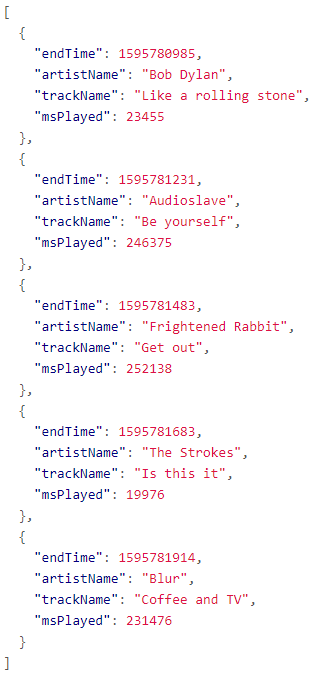 [
  {
    "endTime": 1595780985,
    "artistName": "Bob Dylan",
    "trackName": "Like a rolling stone",
    "msPlayed": 23455
  },
  {
    "endTime": 1595781231,
    "artistName": "Audioslave",
    "trackName": "Be yourself",
    "msPlayed": 246375
  },
  {
    "endTime": 1595781483,
    "artistName": "Frightened Rabbit",
    "trackName": "Get out",
    "msPlayed": 252138
  },
  {
    "endTime": 1595781683,
    "artistName": "The Strokes",
    "trackName": "Is this it",
    "msPlayed": 19976
  },
  {
    "endTime": 1595781914,
    "artistName": "Blur",
    "trackName": "Coffee and TV",
    "msPlayed": 231476
  }
]